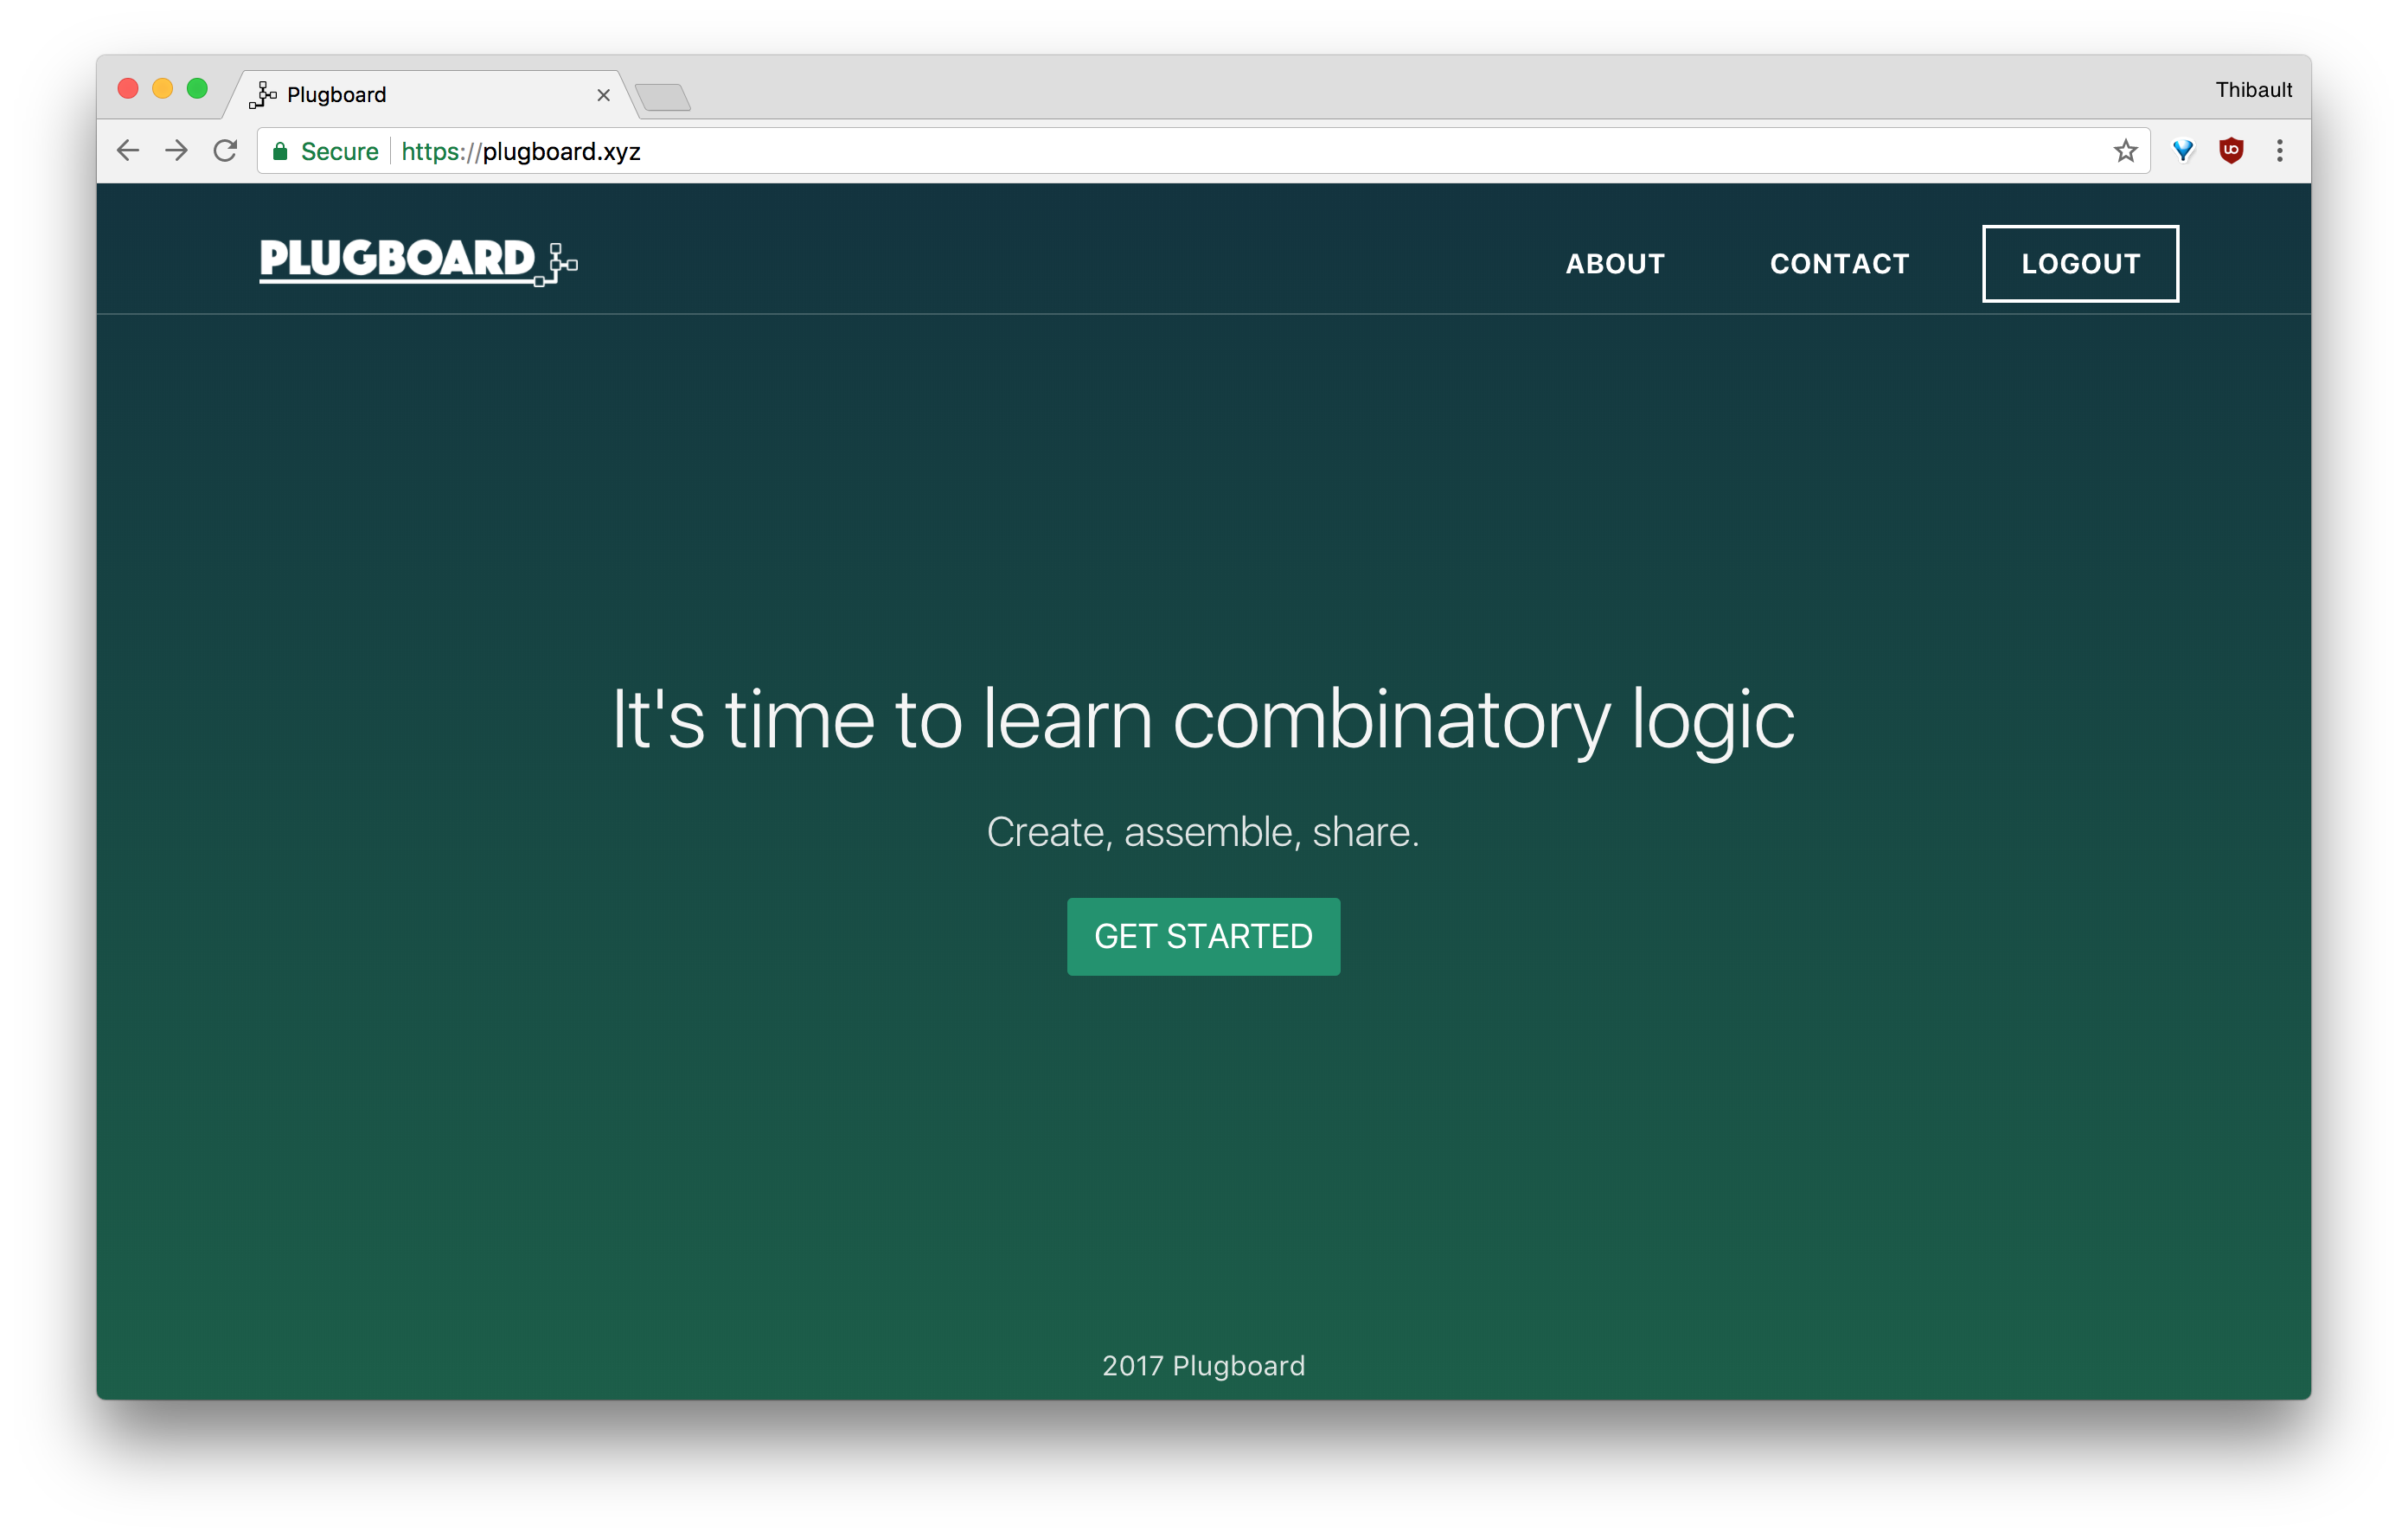 Plugboard
Thibault
Secure https://plugboard.xyz
PLUGBOARD
ABOUT
CONTACT
LOGOUT
It's time to learn combinatory logic
Create, assemble, share.
GET STARTED
2017 Plugboard